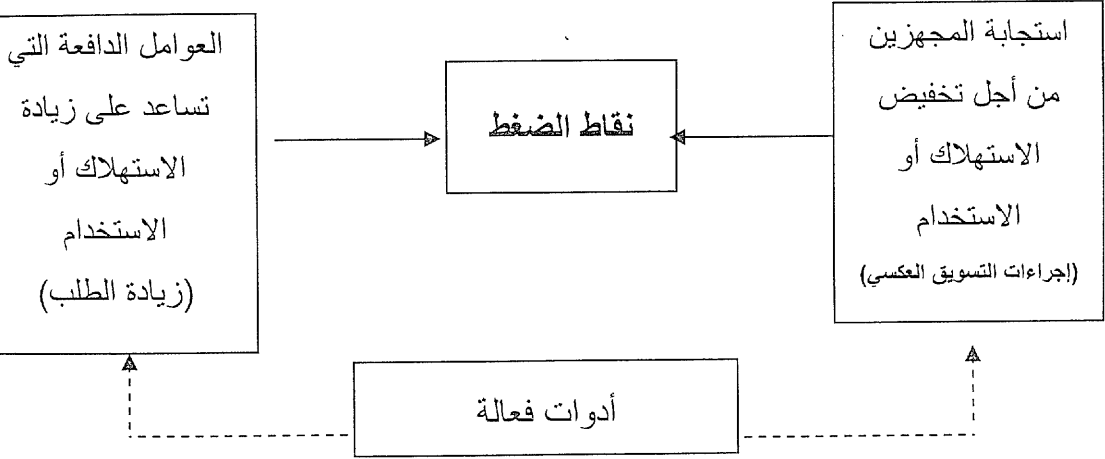 استجابة المجهزين
من أجل تخفيض
الاستهلاك أو
الاستخدام
(إجراءات التسويق العكسي)
نقاط الضغط
العوامل الدافعة التي
تساعد على زيادة
الاستهلاك أو
الاستخدام
(زيادة الطلب)
أدوات فعالة